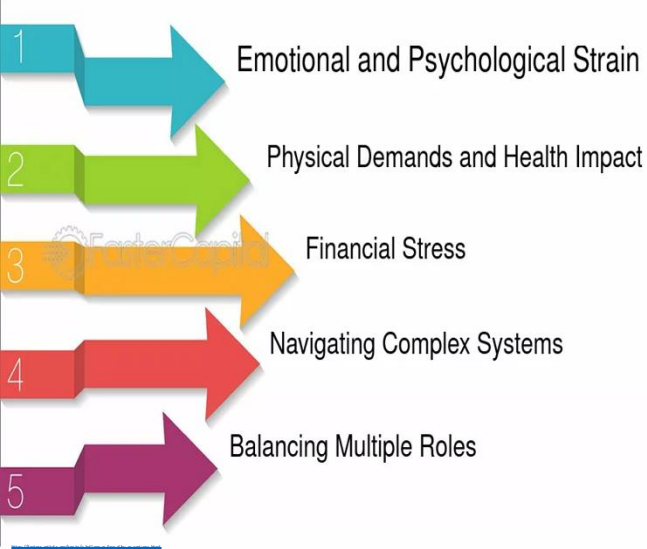 1
Emotional and Psychological Strain
2
Physical Demands and Health Impact
FasterCapital
3
Financial Stress
Navigating Complex Systems
4
Balancing Multiple Roles
5